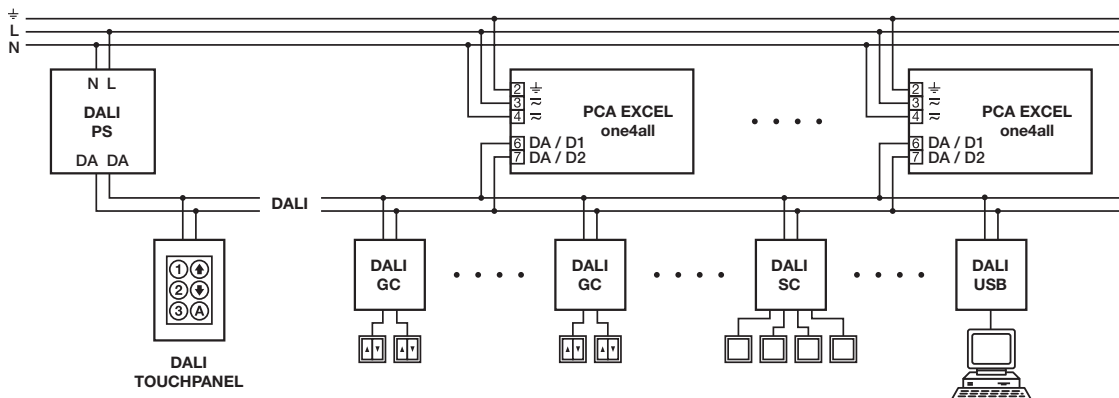 ⏚
L
N
N L
DALI
PS
DA DA
2 ⏚
3 ≂
4 ≂
6 DA / D1
7 DA / D2
PCA EXCEL
one4all
2 ⏚
3 ≂
4 ≂
6 DA / D1
7 DA / D2
PCA EXCEL
one4all
DALI
1
2
3 A
DALI
TOUCHPANEL
DALI
GC
DALI
GC
DALI
SC
DALI
USB